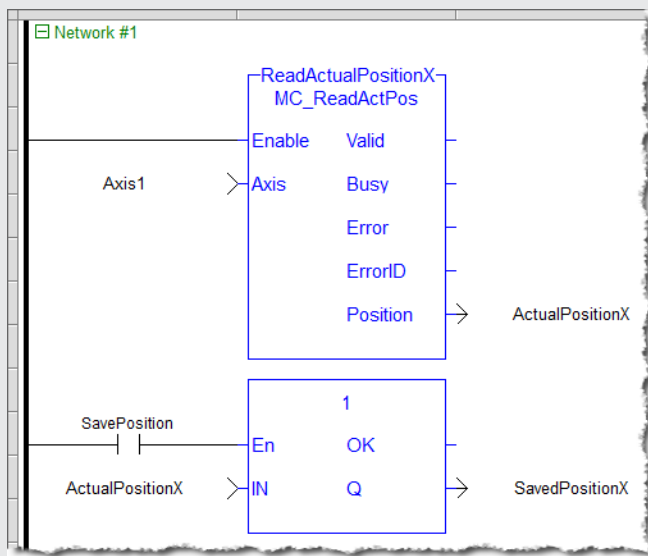 Network #1
ReadActualPositionX
MC_ReadActPos
Enable Valid
Axis1 Axis Busy
Error
ErrorID
Position ActualPositionX
1
SavePosition
En OK
ActualPositionX IN Q SavedPositionX